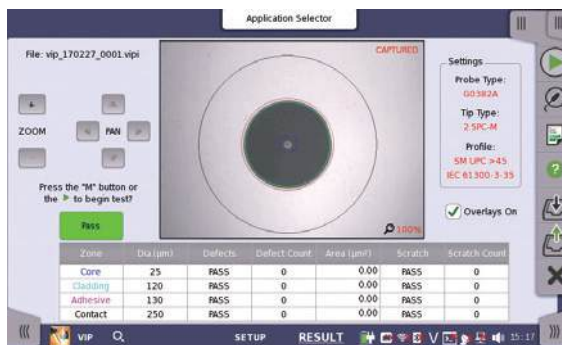 Application Selector
File: vip_170227_0001.vipi
CAPTURED
Settings
Probe Type:
G0382A
Tip Type:
2.5PC-M
Profile:
SM UPC >45
IEC 61300-3-35
ZOOM
PAN
Press the "M" button or
the ▶ to begin test?
Pass
100%
Overlays On
Zone Dia.(μm) Defects Defect Count Area (μm²) Scratch Scratch Count
Core 25 PASS 0 0.00 PASS 0
Cladding 120 PASS 0 0.00 PASS 0
Adhesive 130 PASS 0 0.00 PASS 0
Contact 250 PASS 0 0.00 PASS 0
VIP SETUP RESULT V 15:17